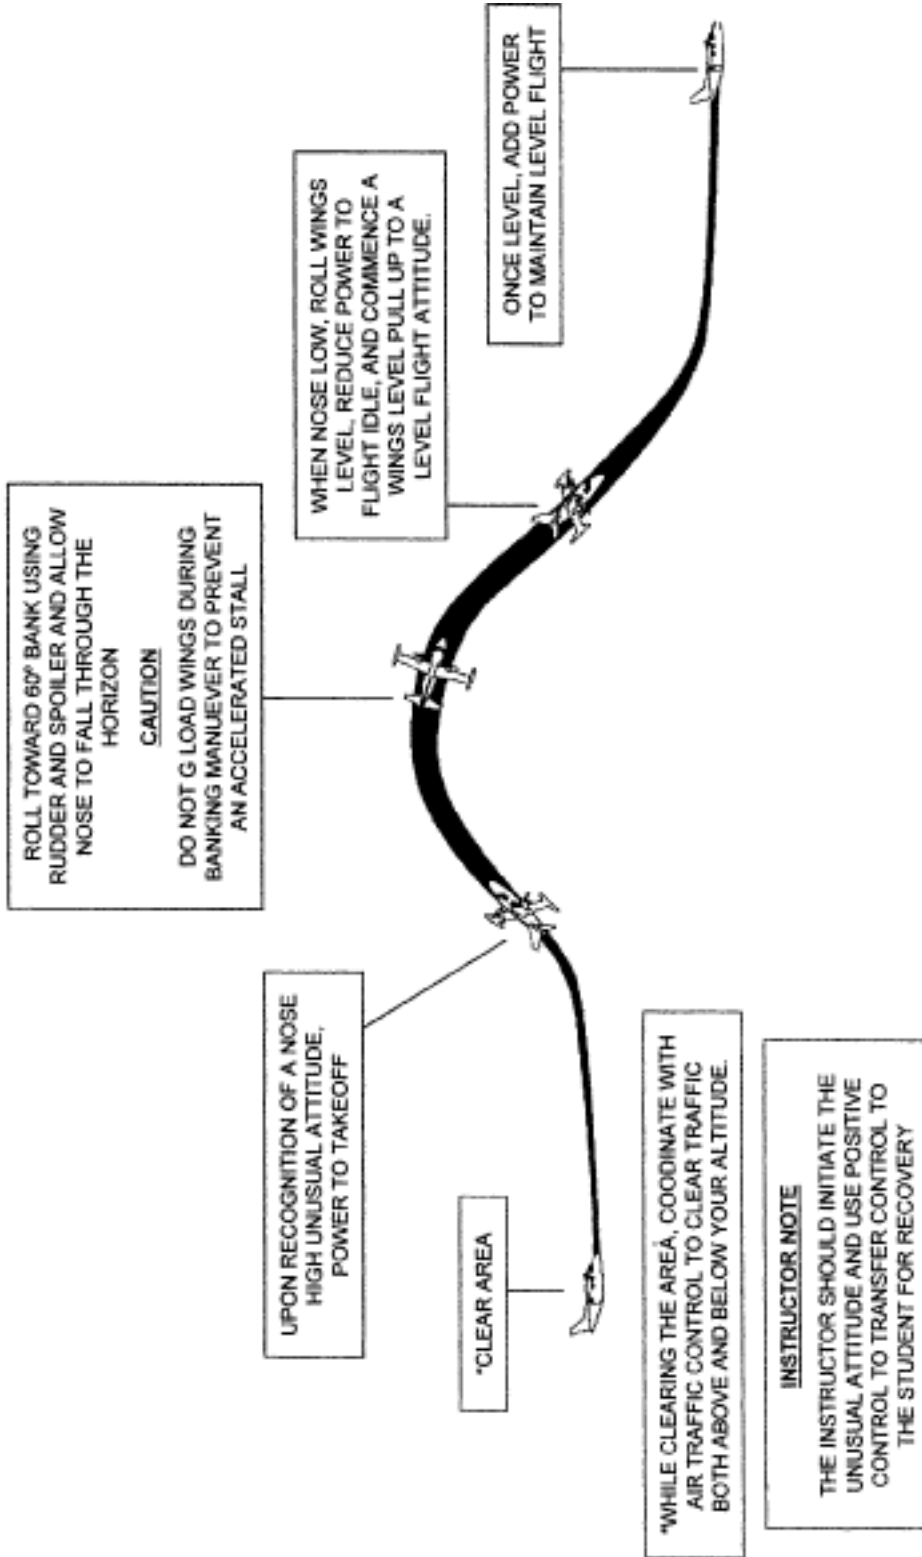 *CLEAR AREA
UPON RECOGNITION OF A NOSE
HIGH UNUSUAL ATTITUDE,
POWER TO TAKEOFF
ROLL TOWARD 60º BANK USING
RUDDER AND SPOILER AND ALLOW
NOSE TO FALL THROUGH THE
HORIZON
CAUTION
DO NOT G LOAD WINGS DURING
BANKING MANUEVER TO PREVENT
AN ACCELERATED STALL
WHEN NOSE LOW, ROLL WINGS
LEVEL, REDUCE POWER TO
FLIGHT IDLE, AND COMMENCE A
WINGS LEVEL PULL UP TO A
LEVEL FLIGHT ATTITUDE.
ONCE LEVEL, ADD POWER
TO MAINTAIN LEVEL FLIGHT
*WHILE CLEARING THE AREA, COODINATE WITH
AIR TRAFFIC CONTROL TO CLEAR TRAFFIC
BOTH ABOVE AND BELOW YOUR ALTITUDE.
INSTRUCTOR NOTE
THE INSTRUCTOR SHOULD INITIATE THE
UNUSUAL ATTITUDE AND USE POSITIVE
CONTROL TO TRANSFER CONTROL TO
THE STUDENT FOR RECOVERY